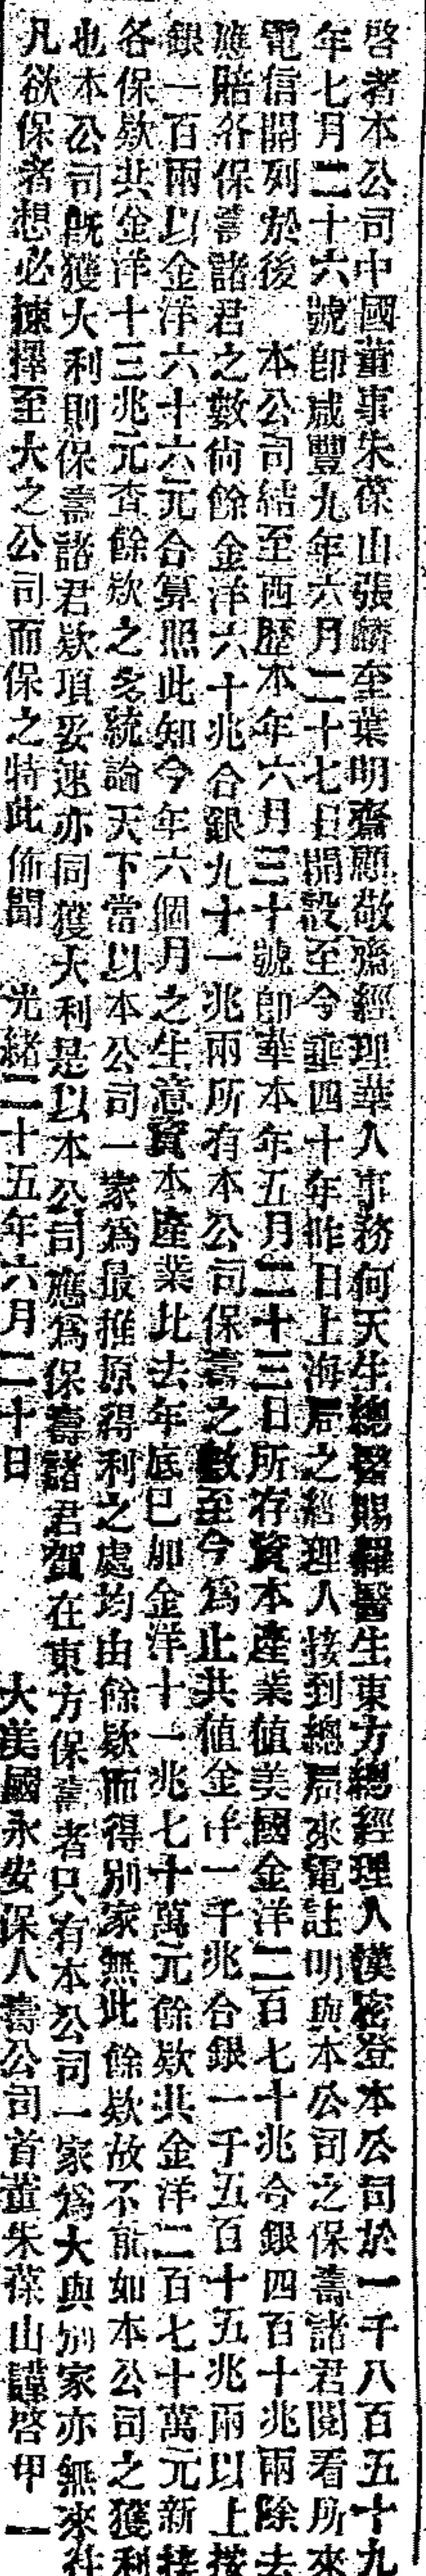 啓者本公司中國董事朱葆山張麟奎葉明齋顧敬齋經理華人事務何天生總醫賜羅醫生東方總經理人漢密登本公司於一千八百五十九
年七月二十六號卽咸豐九年六月二十七日開設至今垂四十年昨日上海局之經理人接到總局來電註明與本公司之保壽諸君閱看所來
電信開列於後 本公司結至西歷本年六月三十號卽華本年五月二十三日所存資本產業值美國金洋二百七十兆合銀四百十兆兩除去
應賠各保壽諸君之數尙餘金洋六十兆合銀九十一兆兩所有本公司保壽之數至今爲止共值金洋一千兆合銀一千五百十五兆兩以上按
銀一百兩以金洋六十六元合算照此知今年六個月之生意資本產業比去年底已加金洋十一兆七十萬元餘欵共金洋二百七十萬元新接
各保欵共金洋十三兆元查餘欵之多統論天下當以本公司一家爲最推原得利之處均由餘欵而得別家無此餘欵故不能如本公司之獲利
也本公司旣獲大利則保壽諸君欵項妥速亦同獲大利是以本公司應爲保壽諸君賀在東方保壽者只有本公司一家爲大與別家亦無來往
凡欲保者想必揀擇至大之公司而保之特此佈聞 光緒二十五年六月二十日 大美國永安保人壽公司首董朱葆山謹啓甲一